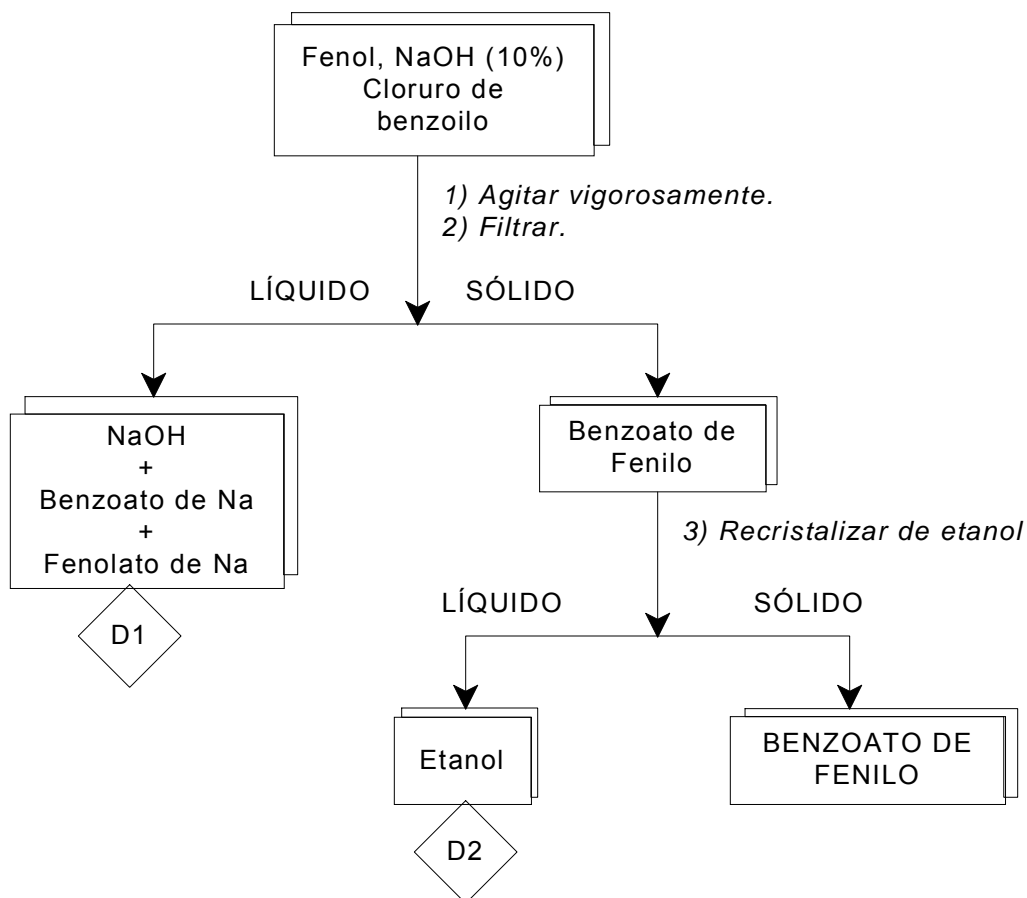 Fenol, NaOH (10%)
Cloruro de
benzoilo
1) Agitar vigorosamente.
2) Filtrar.
LÍQUIDO
SÓLIDO
NaOH
+
Benzoato de Na
+
Fenolato de Na
D1
Benzoato de
Fenilo
3) Recristalizar de etanol
LÍQUIDO
SÓLIDO
Etanol
D2
BENZOATO DE
FENILO